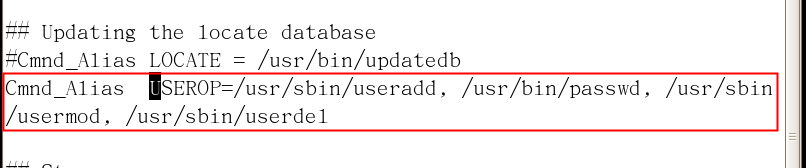 ## Updating the locate database
#Cmnd_Alias LOCATE = /usr/bin/updatedb
Cmnd_Alias  USEROP=/usr/sbin/useradd, /usr/bin/passwd, /usr/sbin
/usermod, /usr/sbin/userdel